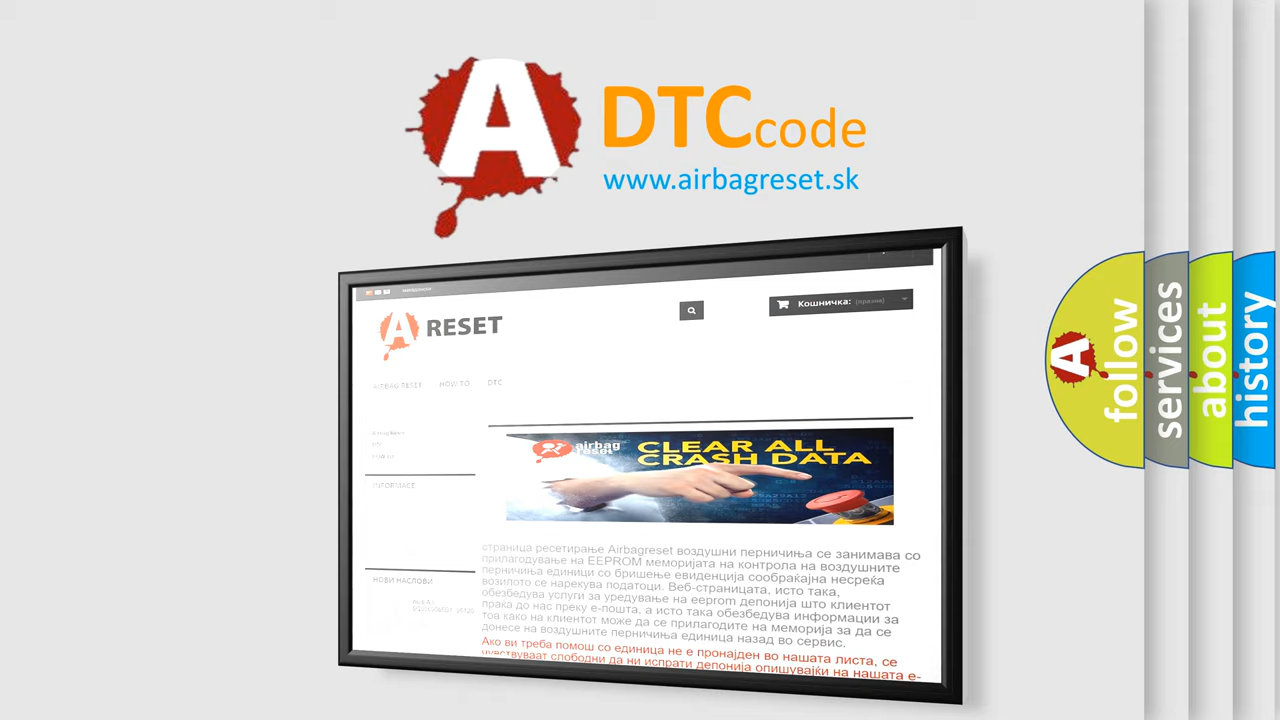 A
DTCcode
www.airbagreset.sk
Кошничка: (празни)
A RESET
AIRBAG RESET HOW TO DTC
airbag
reset
CLEAR ALL
CRASH DATA
INFORMACE
НОВИ НАСЛОВИ
страница ресетирање Airbagreset воздушни перничиња се занимава со
прилагодување на EEPROM меморијата на контрола на воздушните
перничиња единици со бришење евиденција сообраќајна несреќа
возилото се нарекува податоци. Веб-страницата, исто така,
обезбедува услуги за уредување на eeprom депонија што клиентот
праќа до нас преку е-пошта, а исто така обезбедува информации за
тоа како на клиентот може да се прилагодите на меморија за да се
донесе на воздушните перничиња единица назад во сервис.
Ако ви треба помош со единица не е пронајден во нашата листа, се
чувствуваат слободни да ни испрати депонија опишувајќи на нашата е-
A
follow
services
about
history